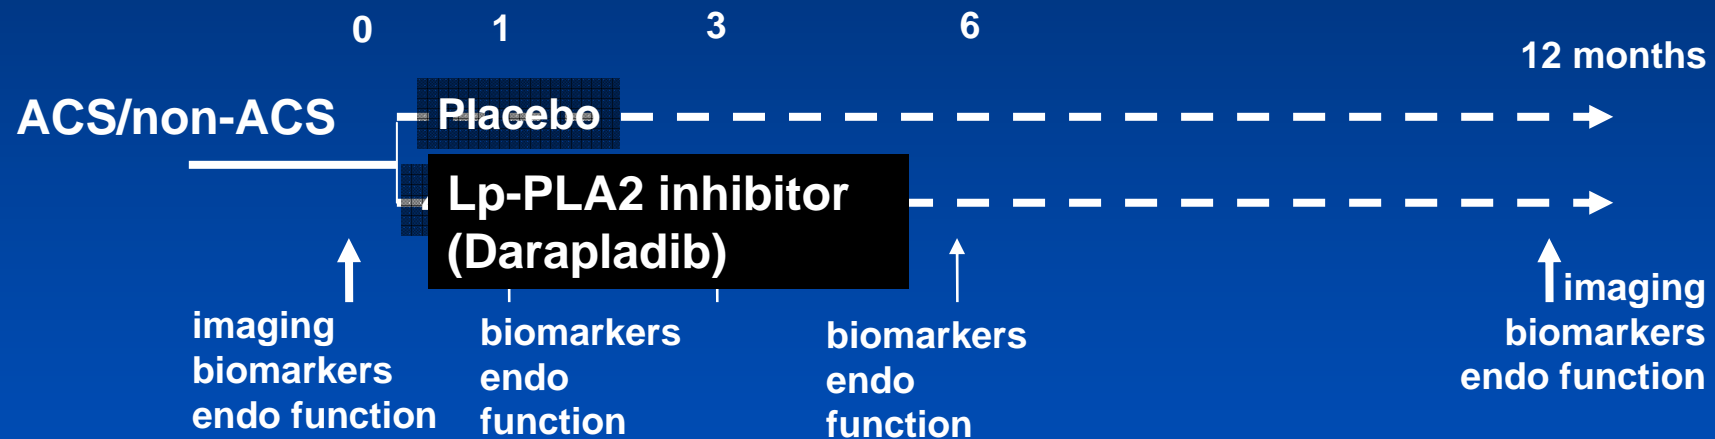 0 1 3 6
12 months
ACS/non-ACS
Placebo
Lp-PLA2 inhibitor
(Darapladib)
imaging
biomarkers
endo function
biomarkers
endo
function
biomarkers
endo
function
imaging
biomarkers
endo function